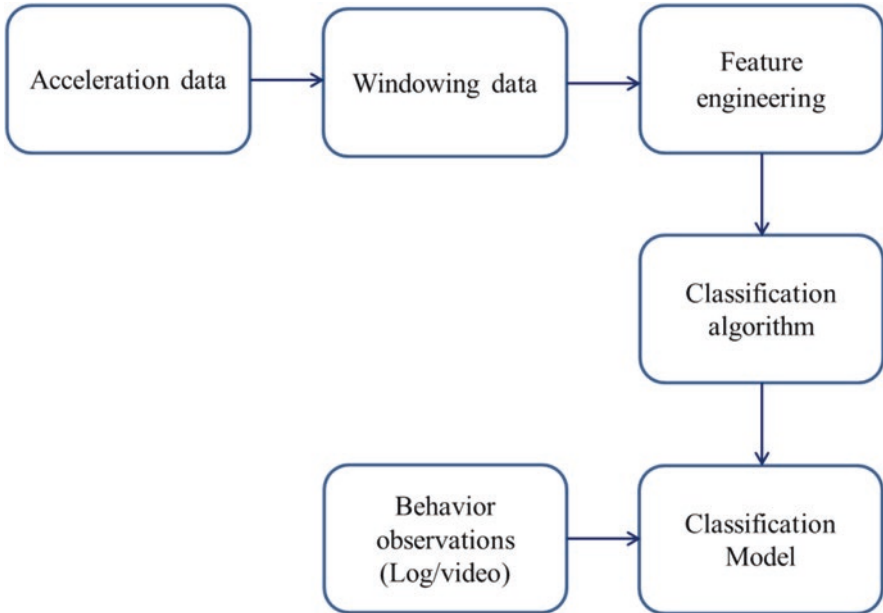 Acceleration data
Windowing data
Feature
engineering
Classification
algorithm
Behavior
observations
(Log/video)
Classification
Model